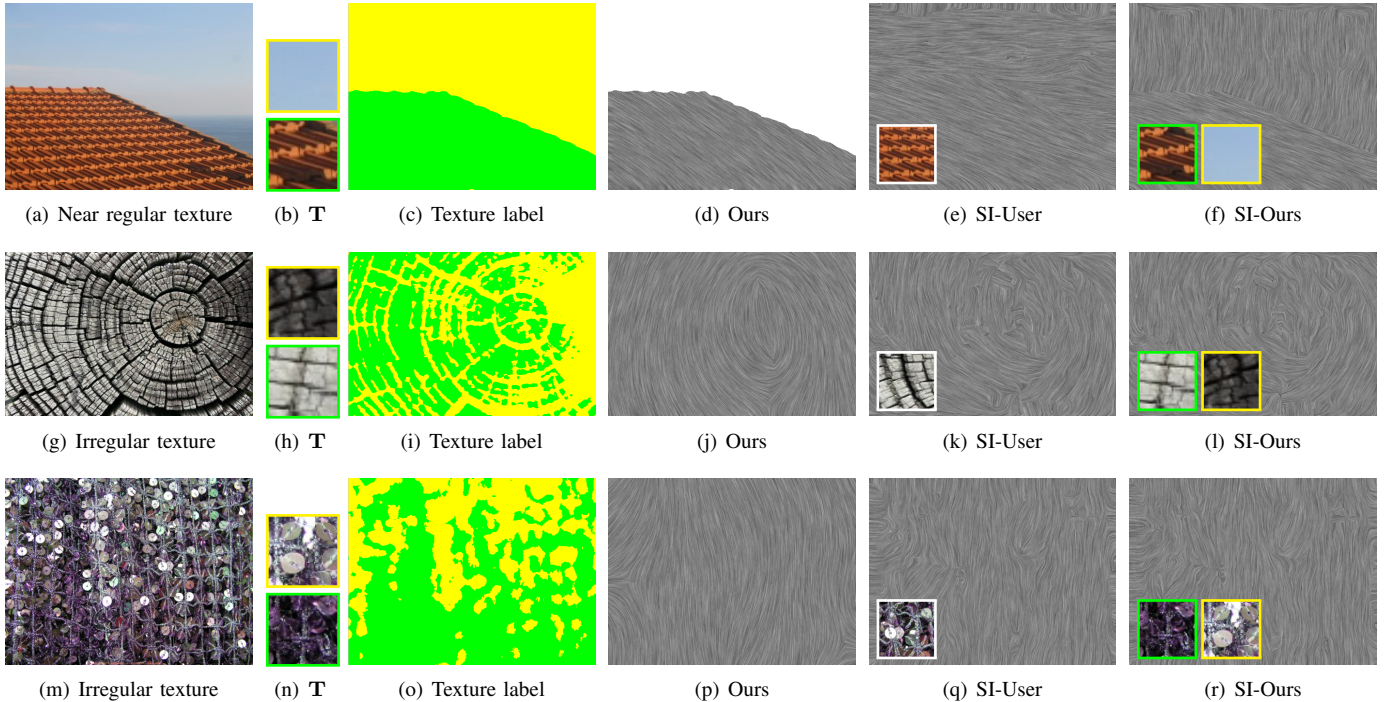 (a) Near regular texture
(b) T
(c) Texture label
(d) Ours
(e) SI-User
(f) SI-Ours
(g) Irregular texture
(h) T
(i) Texture label
(j) Ours
(k) SI-User
(l) SI-Ours
(m) Irregular texture
(n) T
(o) Texture label
(p) Ours
(q) SI-User
(r) SI-Ours